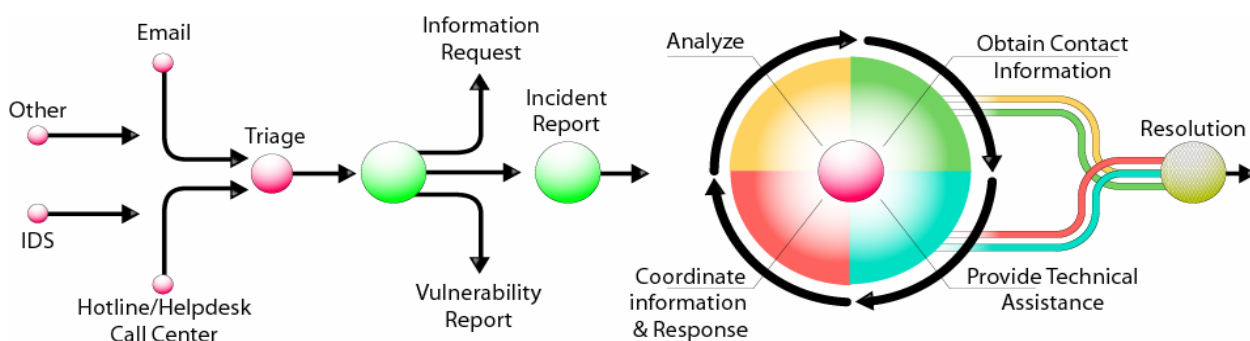 Email
Other
IDS
Hotline/Helpdesk
Call Center
Triage
Information
Request
Incident
Report
Vulnerability
Report
Analyze
Obtain Contact
Information
Coordinate
information
& Response
Provide Technical
Assistance
Resolution